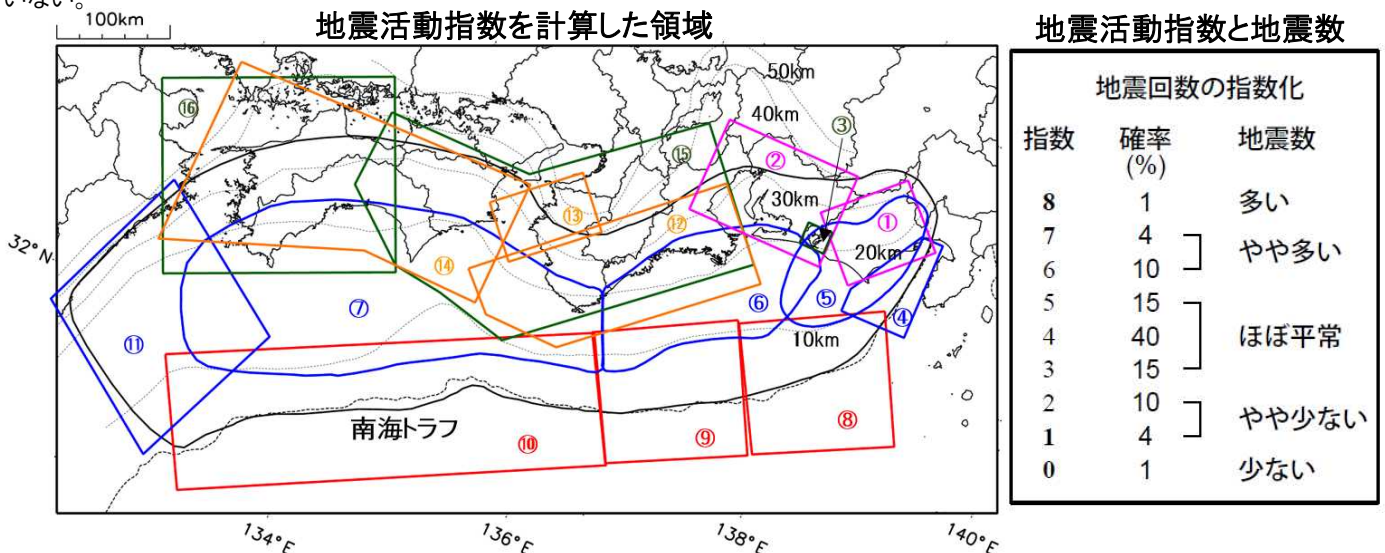 いない。
100km
地震活動指数を計算した領域
地震活動指数と地震数
50km
40km
30km
20km
10km
⑯
⑮
③
②
①
⑬
⑫
⑭
⑦
⑥
⑤
④
⑪
⑩
⑨
⑧
南海トラフ
32°N
134°E
136°E
138°E
140°E
地震回数の指数化
指数 確率 地震数
(%)
8 1 多い
7 4
やや多い
6 10
5 15
4 40 ほぼ平常
3 15
2 10
やや少ない
1 4
0 1 少ない